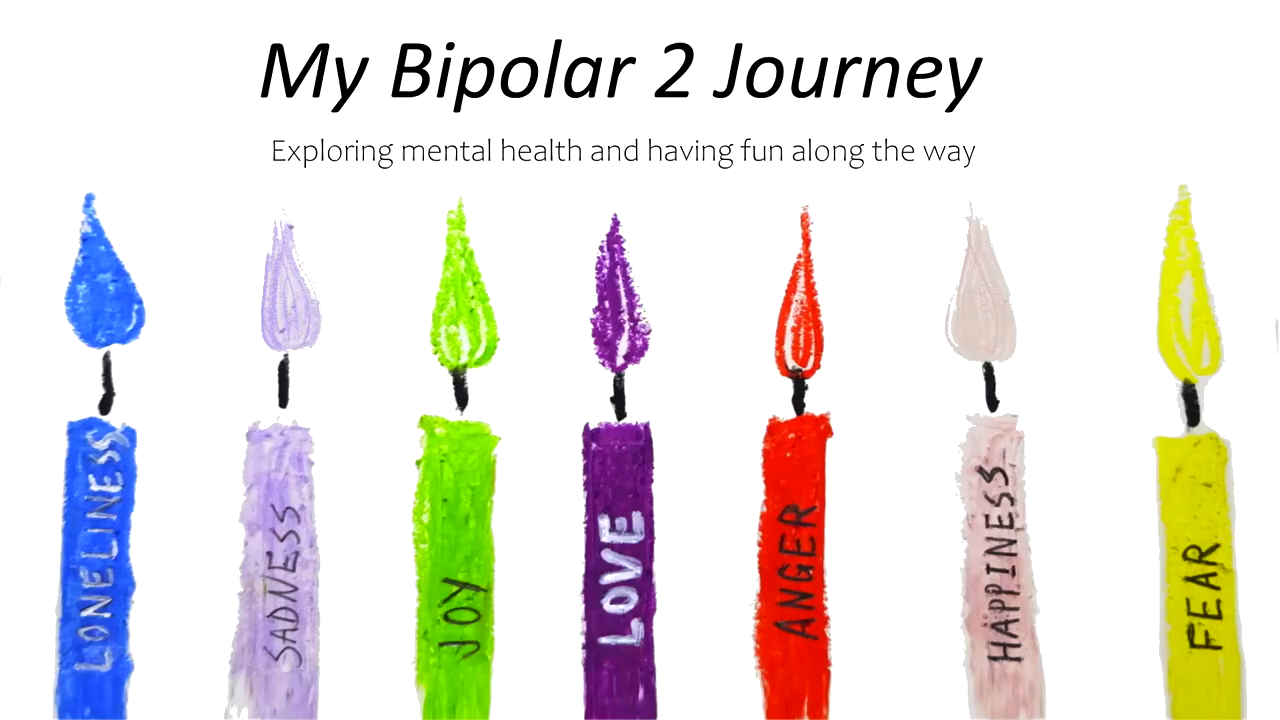 My Bipolar 2 Journey
Exploring mental health and having fun along the way
LONELINESS
SADNESS
JOY
LOVE
ANGER
HAPPINESS
FEAR